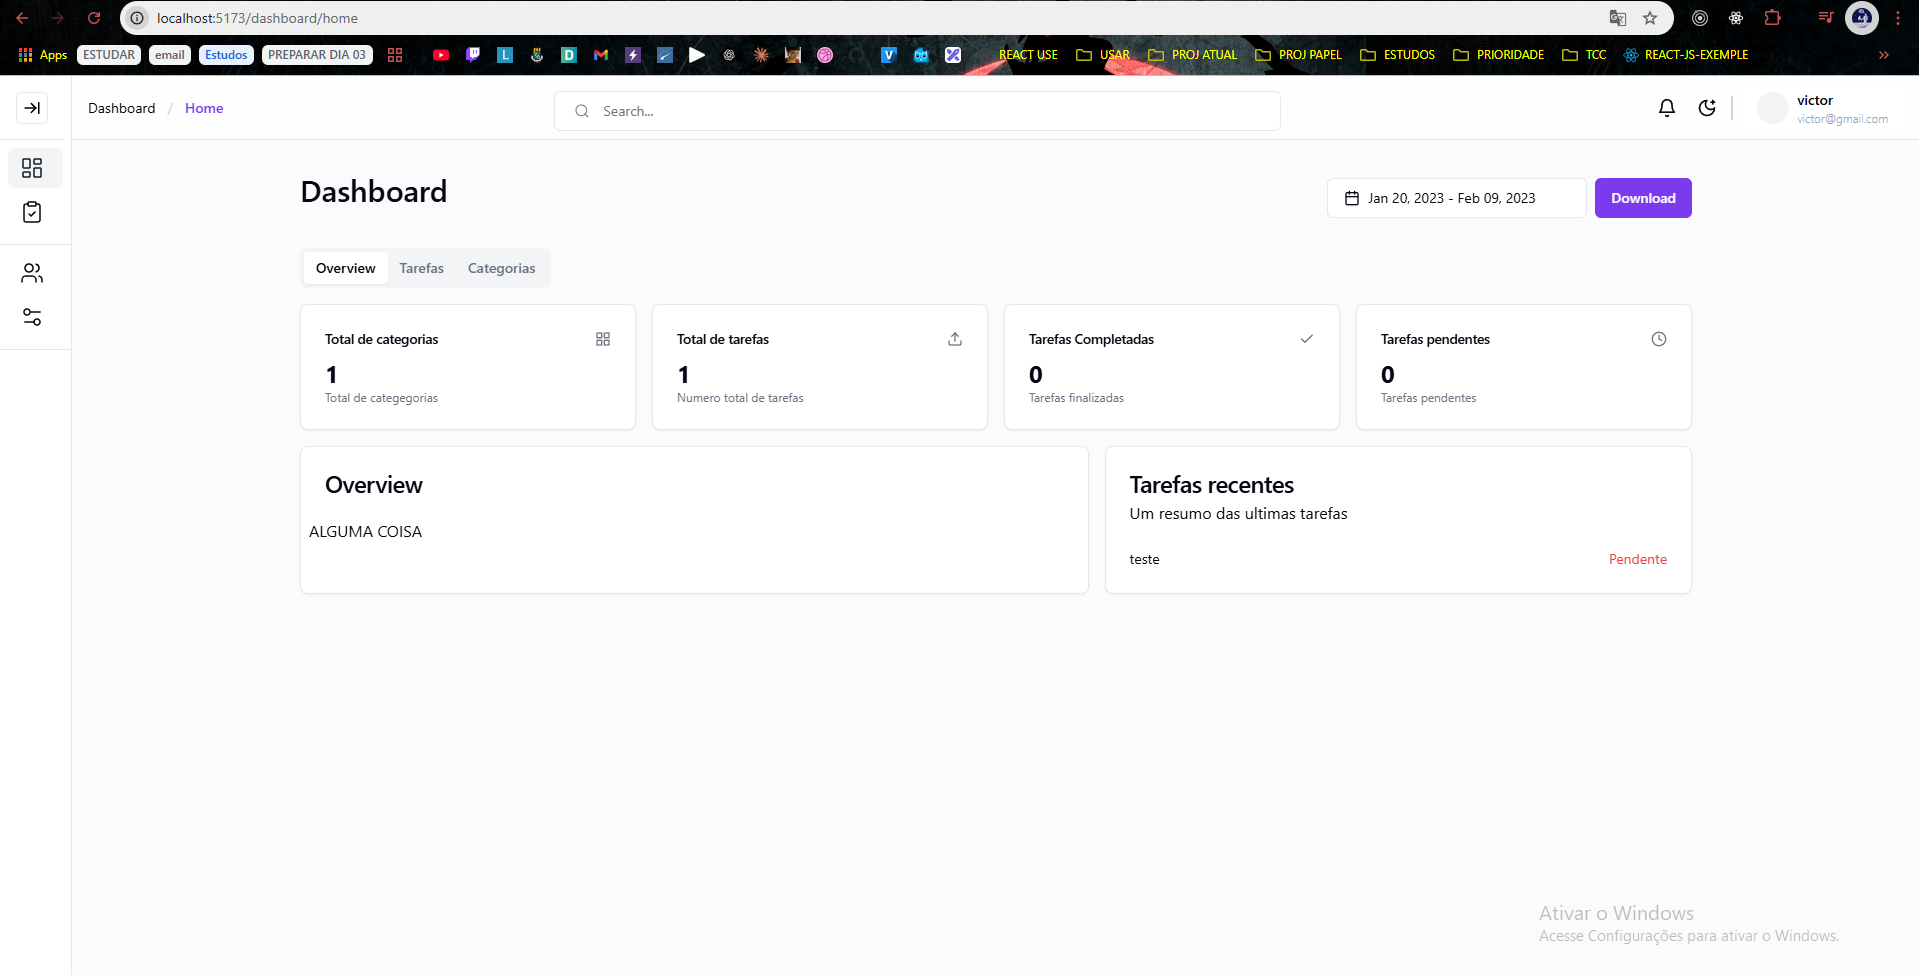 localhost:5173/dashboard/home
Apps ESTUDAR email Estudos PREPARAR DIA 03 REACT USE USAR PROJ ATUAL PROJ PAPEL ESTUDOS PRIORIDADE TCC REACT-JS-EXEMPLE
Dashboard / Home
Search...
victor
victor@gmail.com
Dashboard
Jan 20, 2023 - Feb 09, 2023
Download
Overview Tarefas Categorias
Total de categorias
1
Total de categegorias
Total de tarefas
1
Numero total de tarefas
Tarefas Completadas
0
Tarefas finalizadas
Tarefas pendentes
0
Tarefas pendentes
Overview
ALGUMA COISA
Tarefas recentes
Um resumo das ultimas tarefas
teste Pendente
Ativar o Windows
Acesse Configurações para ativar o Windows.